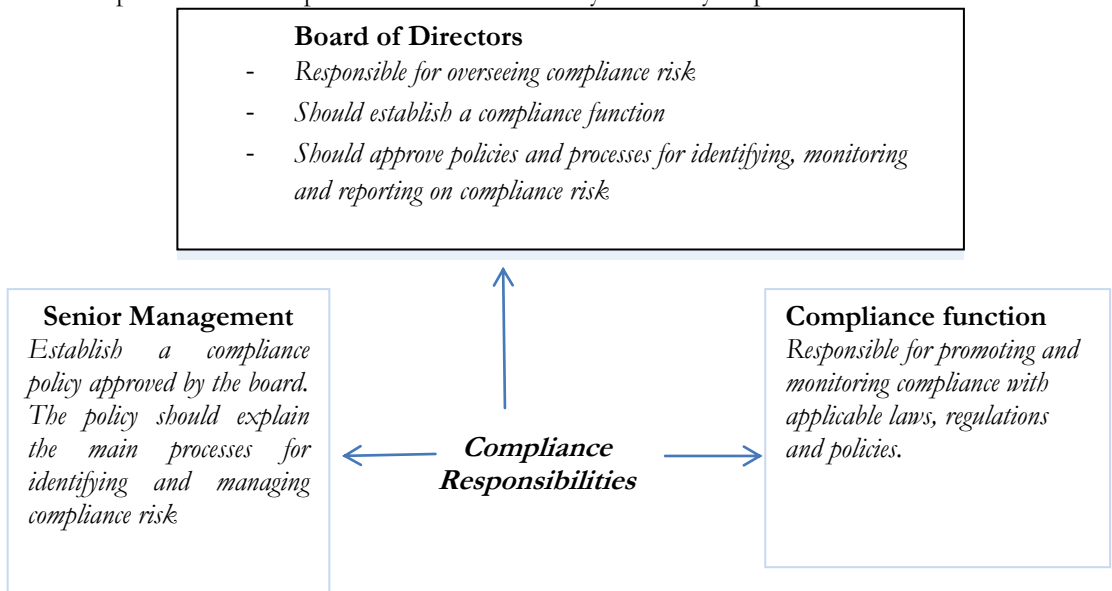 Board of Directors
- Responsible for overseeing compliance risk
- Should establish a compliance function
- Should approve policies and processes for identifying, monitoring
and reporting on compliance risk
Senior Management
Establish a compliance
policy approved by the board.
The policy should explain
the main processes for
identifying and managing
compliance risk
Compliance
Responsibilities
Compliance function
Responsible for promoting and
monitoring compliance with
applicable laws, regulations
and policies.